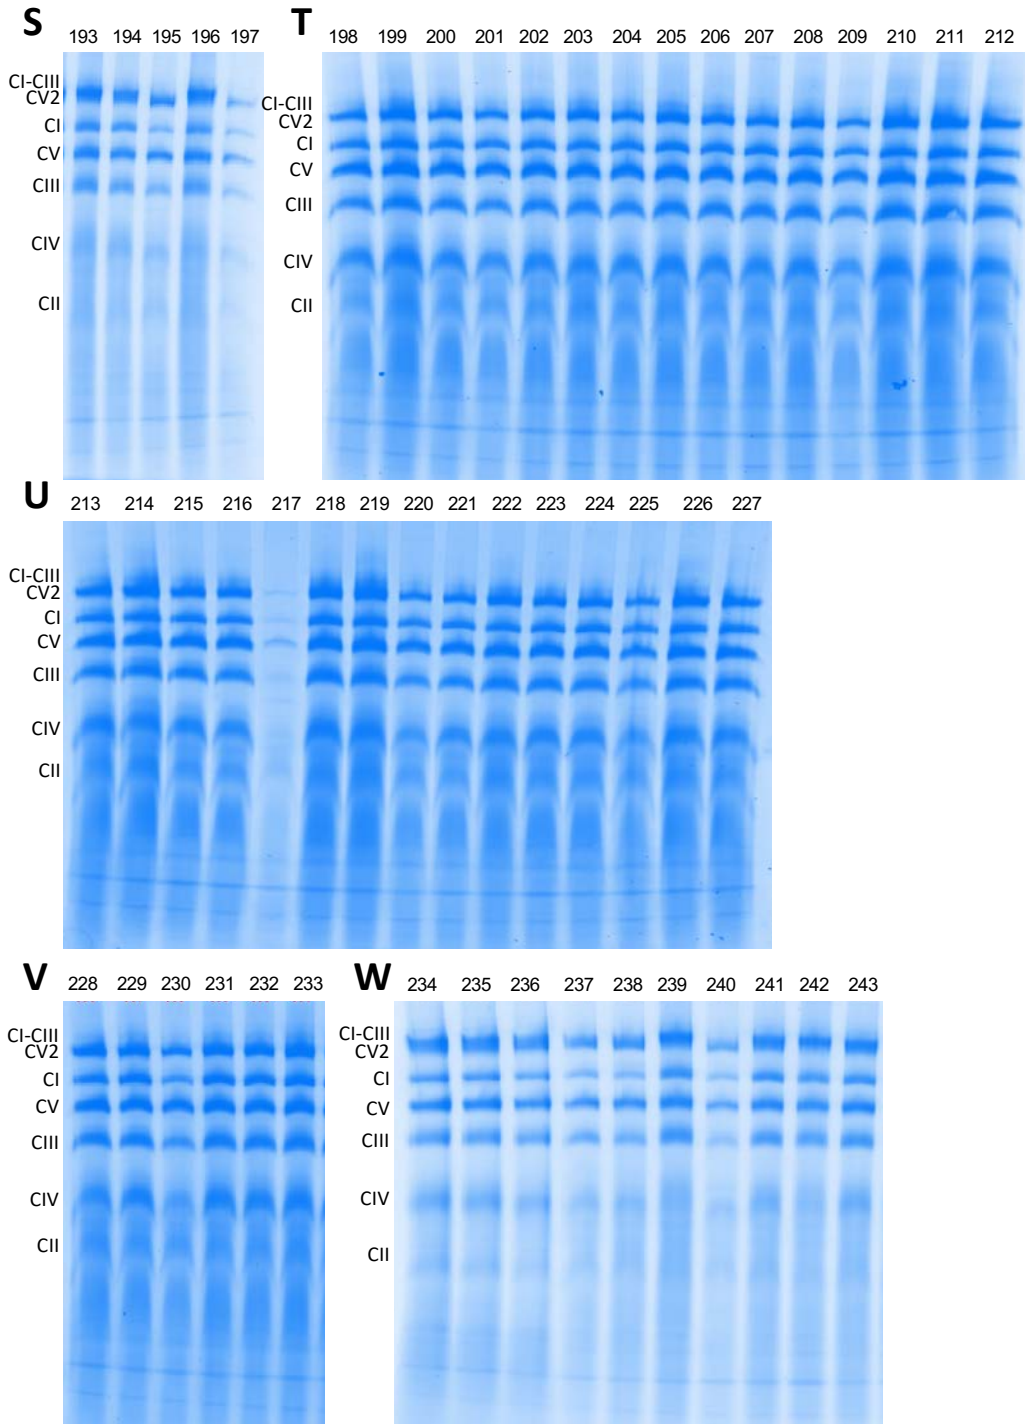 S 193 194 195 196 197
CI-CIII
CV2
CI
CV
CIII
CIV
CII
T 198 199 200 201 202 203 204 205 206 207 208 209 210 211 212
CI-CIII
CV2
CI
CV
CIII
CIV
CII
U 213 214 215 216 217 218 219 220 221 222 223 224 225 226 227
CI-CIII
CV2
CI
CV
CIII
CIV
CII
V 228 229 230 231 232 233
CI-CIII
CV2
CI
CV
CIII
CIV
CII
W 234 235 236 237 238 239 240 241 242 243
CI-CIII
CV2
CI
CV
CIII
CIV
CII